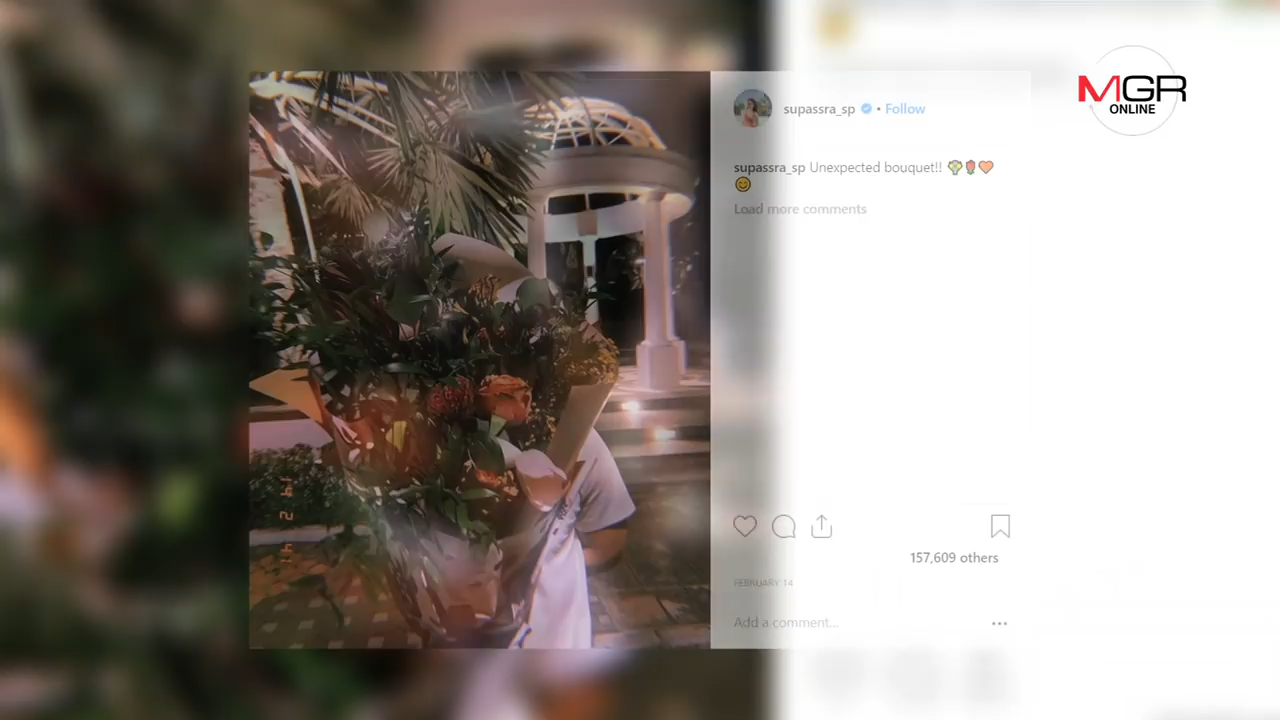 MGR
ONLINE
supassra_sp • Follow
supassra_sp Unexpected bouquet!! 💐🌹🧡
😊
Load more comments
157,609 others
FEBRUARY 14
Add a comment...